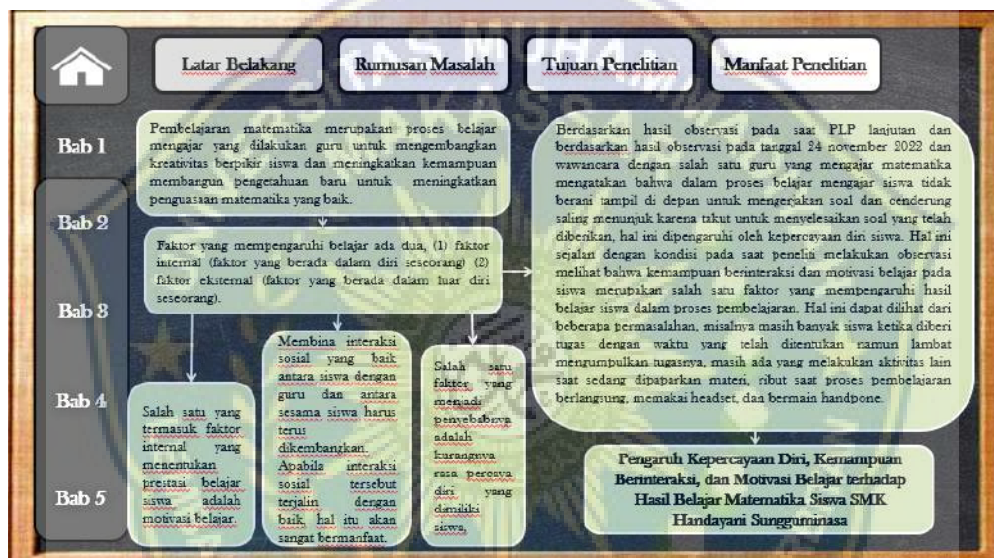 Latar Belakang
Rumusan Masalah
Tujuan Penelitian
Manfaat Penelitian
Bab 1
Bab 2
Bab 3
Bab 4
Bab 5
Pembelajaran matematika merupakan proses belajar
mengajar yang dilakukan guru untuk mengembangkan
kreativitas berpikir siswa dan meningkatkan kemampuan
membangun pengetahuan baru untuk meningkatkan
penguasaan matematika yang baik.
Faktor yang mempengaruhi belajar ada dua, (1) faktor
internal (faktor yang berada dalam diri seseorang) (2)
faktor eksternal (faktor yang berada dalam luar diri
seseorang).
Salah satu yang
termasuk faktor
internal yang
menentukan
prestasi belajar
siswa adalah
motivasi belajar.
Membina interaksi
sosial yang baik
antara siswa dengan
guru dan antara
sesama siswa harus
terus
dikembangkan.
Apabila interaksi
sosial tersebut
terjalin dengan
baik, hal itu akan
sangat bermanfaat.
Salah satu
faktor yang
menjadi
penyebabnya
adalah
kurangnya
rasa percaya
diri yang
dimiliki
siswa,
Berdasarkan hasil observasi pada saat PLP lanjutan dan
berdasarkan hasil observasi pada tanggal 24 november 2022 dan
wawancara dengan salah satu guru yang mengajar matematika
mengatakan bahwa dalam proses belajar mengajar siswa tidak
berani tampil di depan untuk mengerjakan soal dan cenderung
saling menunjuk karena takut untuk menyelesaikan soal yang telah
diberikan, hal ini dipengaruhi oleh kepercayaan diri siswa. Hal ini
sejalan dengan kondisi pada saat peneliti melakukan observasi
melihat bahwa kemampuan berinteraksi dan motivasi belajar pada
siswa merupakan salah satu faktor yang mempengaruhi hasil
belajar siswa dalam proses pembelajaran. Hal ini dapat dilihat dari
beberapa permasalahan, misalnya masih banyak siswa ketika diberi
tugas dengan waktu yang telah ditentukan namun lambat
mengumpulkan tugasnya, masih ada yang melakukan aktivitas lain
saat sedang dipaparkan materi, ribut saat proses pembelajaran
berlangsung, memakai headset, dan bermain handpone.
Pengaruh Kepercayaan Diri, Kemampuan
Berinteraksi, dan Motivasi Belajar terhadap
Hasil Belajar Matematika Siswa SMK
Handayani Sungguminasa